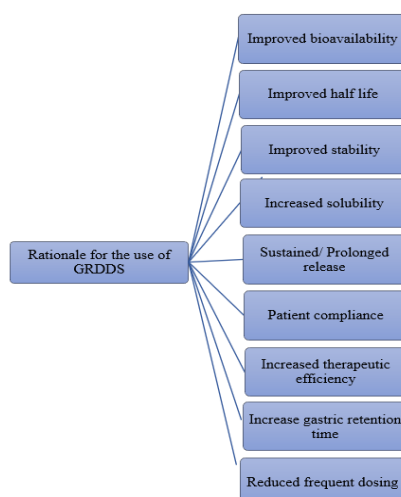 Improved bioavailability
Improved half life
Improved stability
Increased solubility
Rationale for the use of
GRDDS
Sustained/ Prolonged
release
Patient compliance
Increased therapeutic
efficiency
Increase gastric retention
time
Reduced frequent dosing